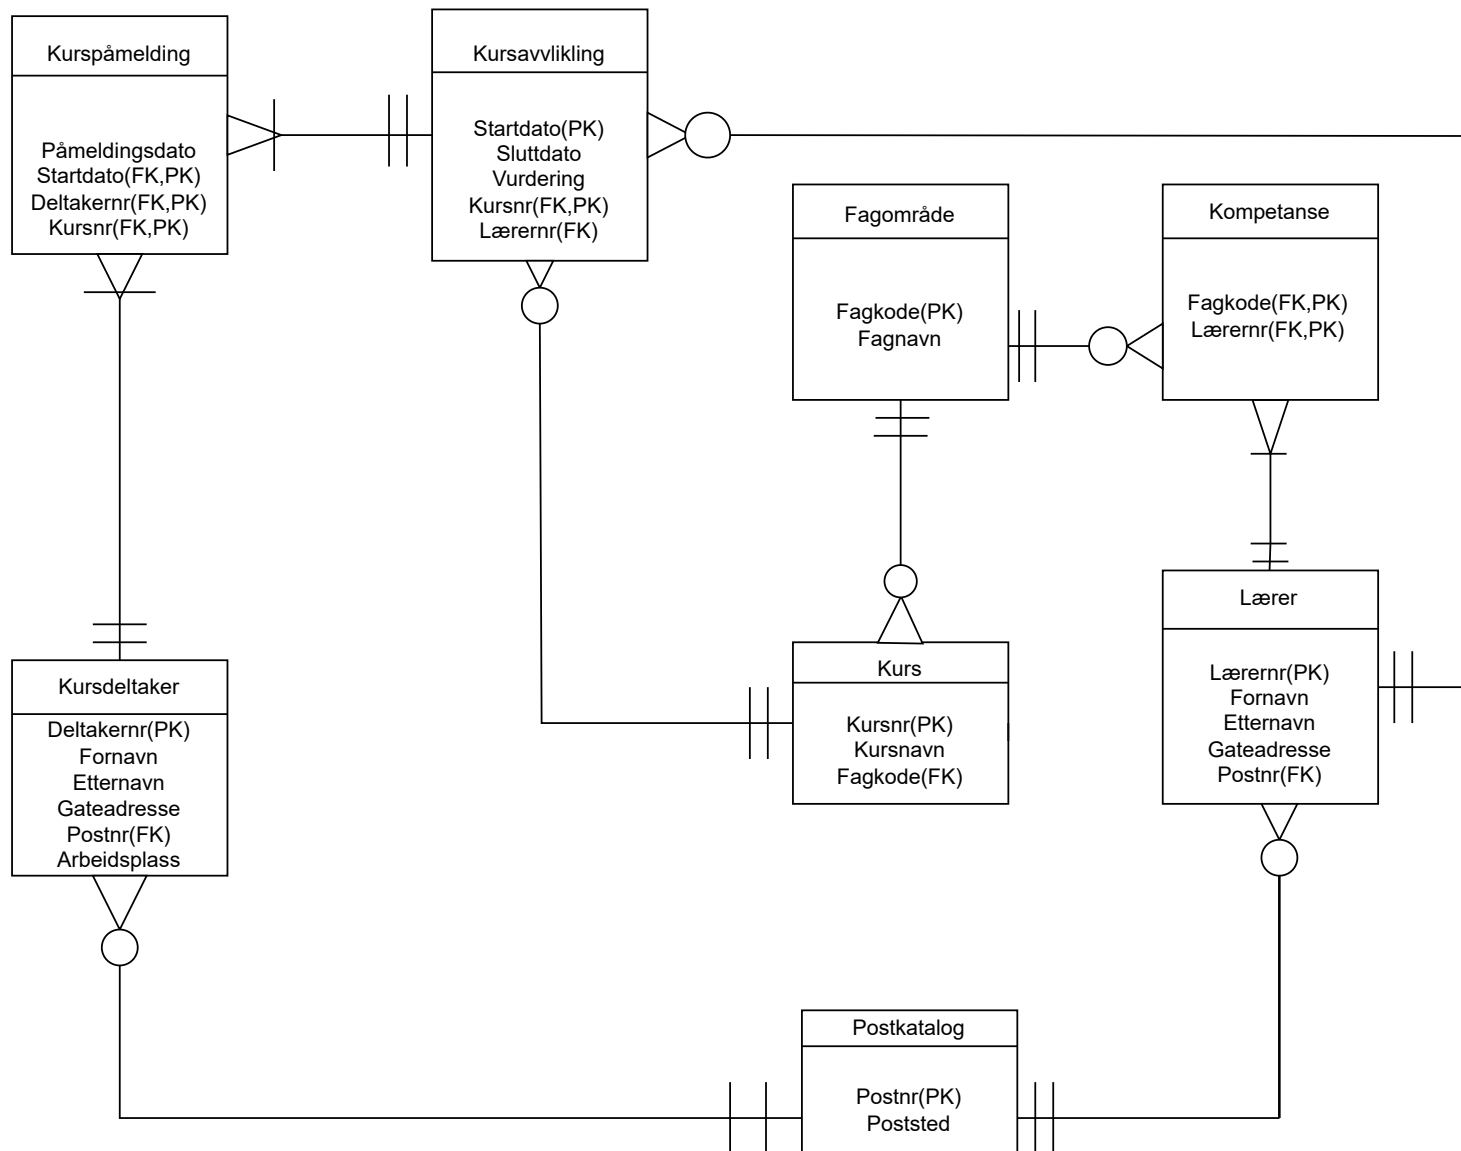 Kurspåmelding
Påmeldingsdato
Startdato(FK,PK)
Deltakernr(FK,PK)
Kursnr(FK,PK)
Kursavvlikling
Startdato(PK)
Sluttdato
Vurdering
Kursnr(FK,PK)
Lærernr(FK)
Fagområde
Fagkode(PK)
Fagnavn
Kompetanse
Fagkode(FK,PK)
Lærernr(FK,PK)
Kursdeltaker
Deltakernr(PK)
Fornavn
Etternavn
Gateadresse
Postnr(FK)
Arbeidsplass
Kurs
Kursnr(PK)
Kursnavn
Fagkode(FK)
Lærer
Lærernr(PK)
Fornavn
Etternavn
Gateadresse
Postnr(FK)
Postkatalog
Postnr(PK)
Poststed